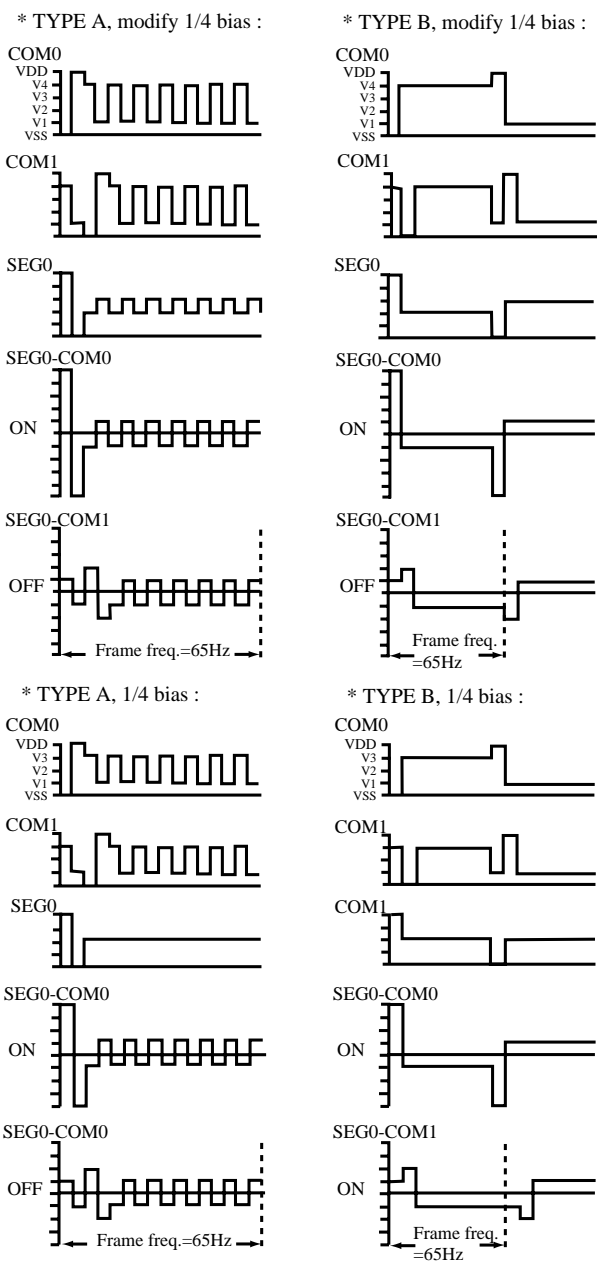 * TYPE A, modify 1/4 bias :
COM0
VDD
V4
V3
V2
V1
VSS
COM1
SEG0
SEG0-COM0
ON
SEG0-COM1
OFF
Frame freq.=65Hz
* TYPE B, modify 1/4 bias :
COM0
VDD
V4
V3
V2
V1
VSS
COM1
SEG0
SEG0-COM0
ON
SEG0-COM1
OFF
Frame freq.
=65Hz
* TYPE A, 1/4 bias :
COM0
VDD
V3
V2
V1
VSS
COM1
SEG0
SEG0-COM0
ON
SEG0-COM0
OFF
Frame freq.=65Hz
* TYPE B, 1/4 bias :
COM0
VDD
V3
V2
V1
VSS
COM1
COM1
SEG0-COM0
ON
SEG0-COM1
ON
Frame freq.
=65Hz